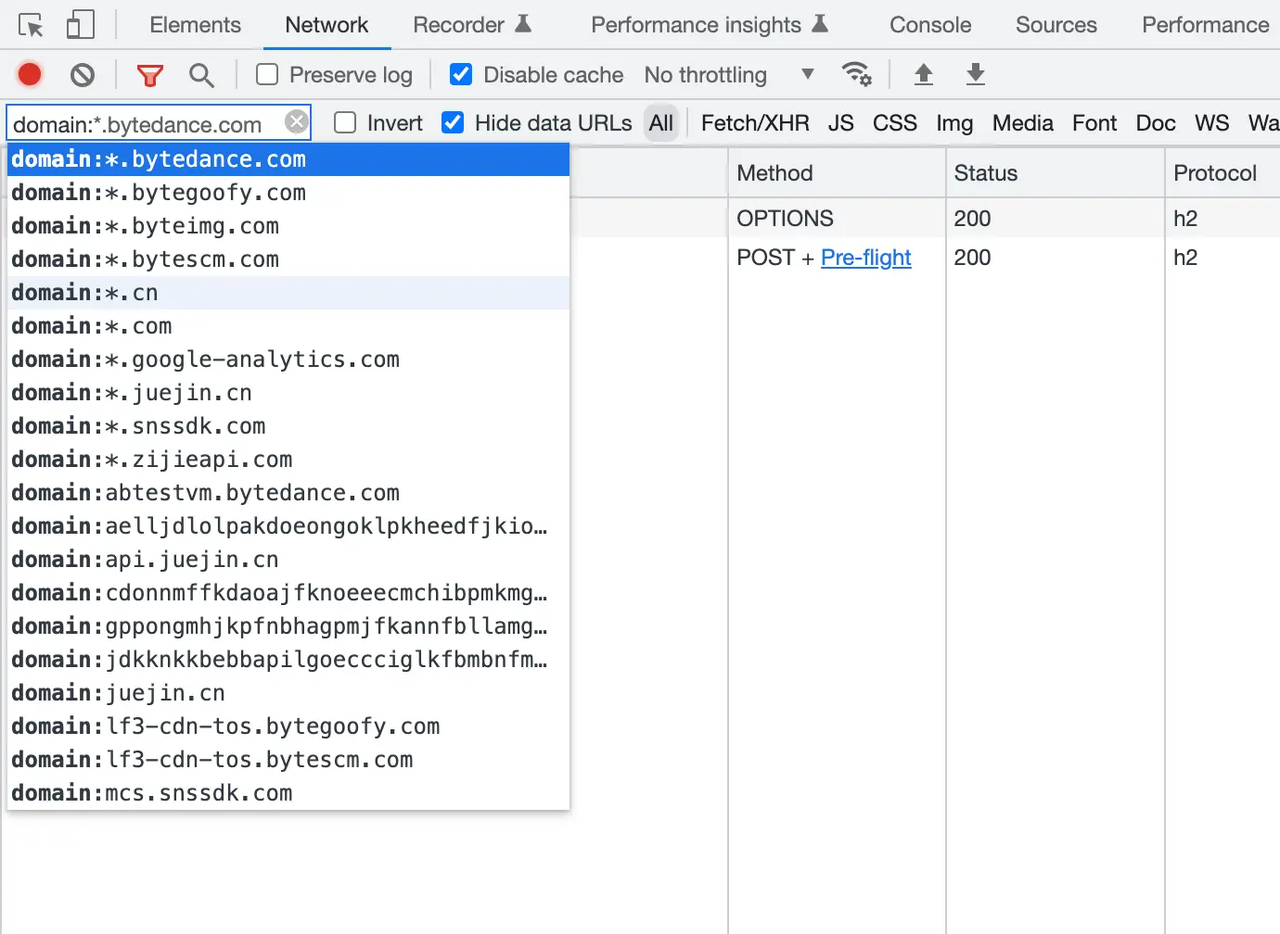 Elements Network Recorder Performance insights Console Sources Performance
Preserve log Disable cache No throttling
domain:*.bytedance.com Invert Hide data URLs All Fetch/XHR JS CSS Img Media Font Doc WS Wa
Method Status Protocol
OPTIONS 200 h2
POST + Pre-flight 200 h2
domain:*.bytedance.com
domain:*.bytegoofy.com
domain:*.byteimg.com
domain:*.bytescm.com
domain:*.cn
domain:*.com
domain:*.google-analytics.com
domain:*.juejin.cn
domain:*.snssdk.com
domain:*.zijieapi.com
domain:abtestvm.bytedance.com
domain:aelljdlolpakdoeongoklpkheedfjkio…
domain:api.juejin.cn
domain:cdonnmffkdaoajfknoeeecmchibpmkmg…
domain:gppongmhjkpfnbhagpmjfkannfbllamg…
domain:jdkknkkbebbapilgoeccciglkfbmbnfm…
domain:juejin.cn
domain:lf3-cdn-tos.bytegoofy.com
domain:lf3-cdn-tos.bytescm.com
domain:mcs.snssdk.com